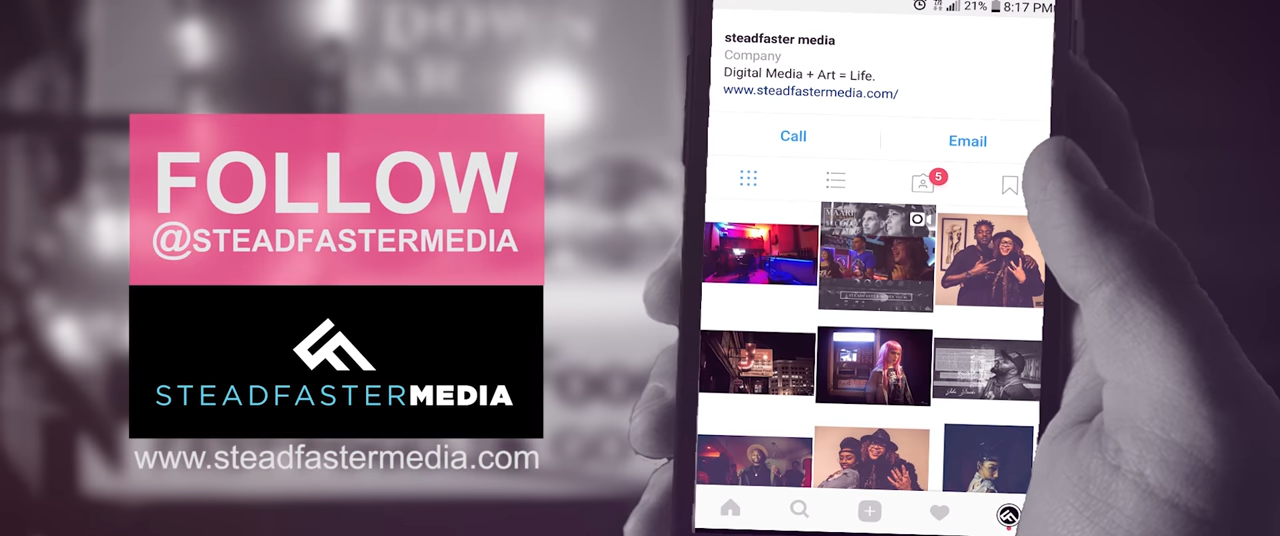 FOLLOW
@STEADFASTERMEDIA
STEADFASTERMEDIA
www.steadfastermedia.com
21% 8:17 PM
steadfaster media
Company
Digital Media + Art = Life.
www.steadfastermedia.com/
Call Email
5